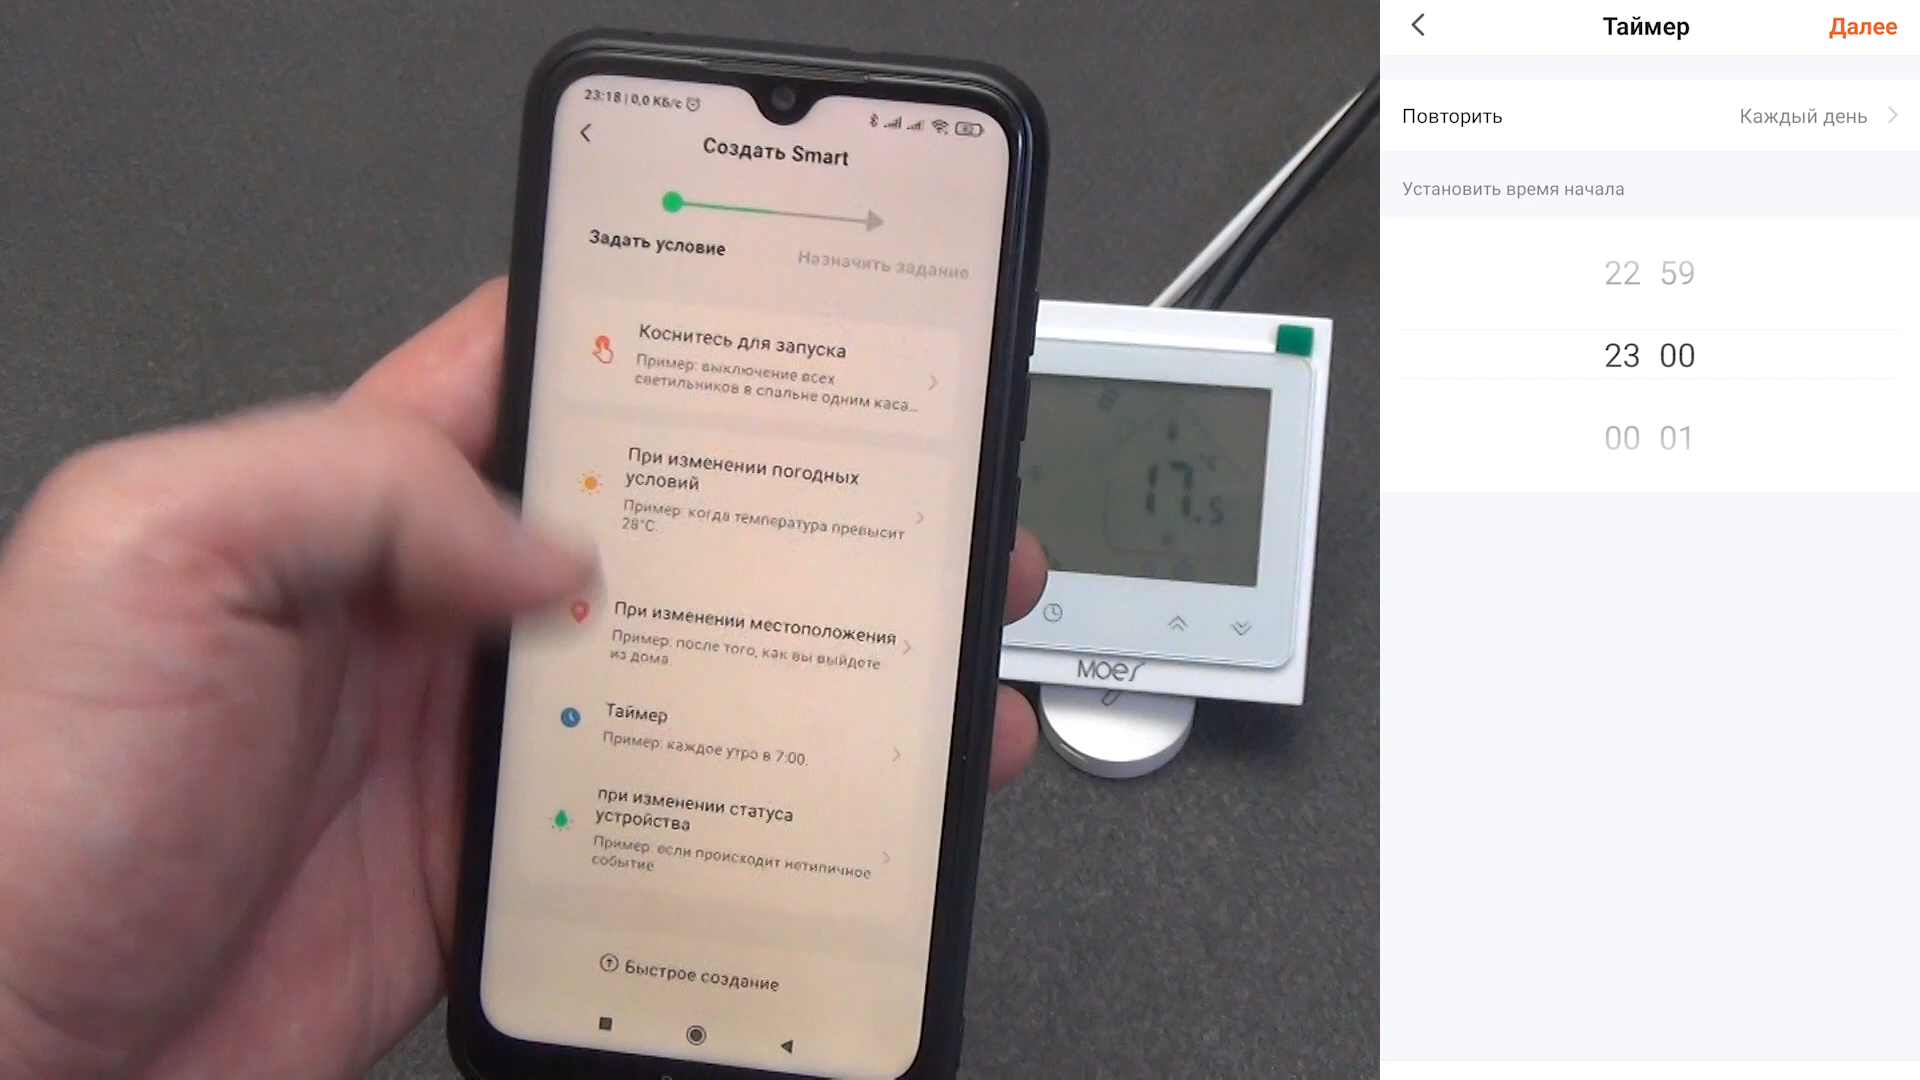 23:18 | 0,0 КБ/с
Создать Smart
Задать условие
Назначить задание
Коснитесь для запуска
Пример: выключение всех
светильников в спальне одним каса...
При изменении погодных
условий
Пример: когда температура превысит
28°C.
При изменении местоположения
Пример: после того, как вы выйдете
из дома.
Таймер
Пример: каждое утро в 7:00.
при изменении статуса
устройства
Пример: если происходит нетипичное
событие
Быстрое создание
17.5
MOES
Таймер
Далее
Повторить
Каждый день
Установить время начала
22 59
23 00
00 01